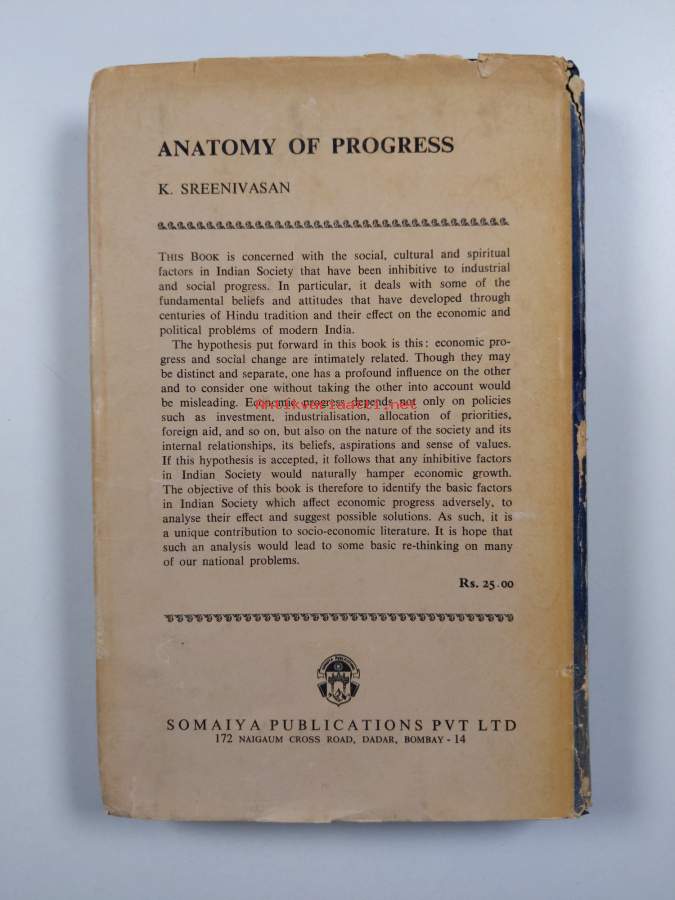 ANATOMY OF PROGRESS
K. SREENIVASAN
THIS BOOK is concerned with the social, cultural and spiritual
factors in Indian Society that have been inhibitive to industrial
and social progress. In particular, it deals with some of the
fundamental beliefs and attitudes that have developed through
centuries of Hindu tradition and their effect on the economic and
political problems of modern India.
The hypothesis put forward in this book is this: economic pro-
gress and social change are intimately related. Though they may
be distinct and separate, one has a profound influence on the other
and to consider one without taking the other into account would
be misleading. Economic progress depends not only on policies
Antikvariaatti.net
such as investment, industrialisation, allocation of priorities,
foreign aid, and so on, but also on the nature of the society and its
internal relationships, its beliefs, aspirations and sense of values.
If this hypothesis is accepted, it follows that any inhibitive factors
in Indian Society would naturally hamper economic growth.
The objective of this book is therefore to identify the basic factors
in Indian Society which affect economic progress adversely, to
analyse their effect and suggest possible solutions. As such, it is
a unique contribution to socio-economic literature. It is hope that
such an analysis would lead to some basic re-thinking on many
of our national problems.
Rs. 25.00
SOMAIYA PUBLICATIONS PVT LTD
172 NAIGAUM CROSS ROAD, DADAR, BOMBAY - 14